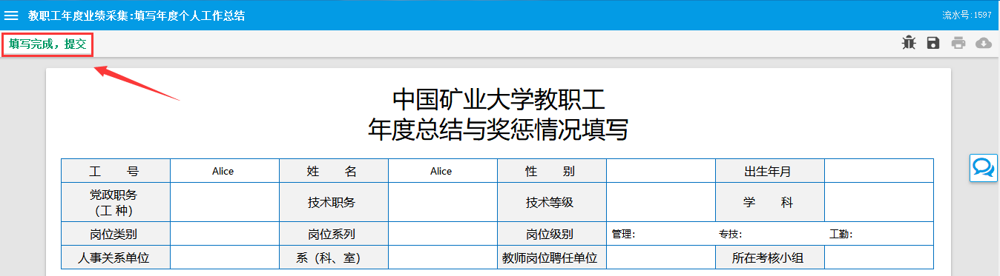 教职工年度业绩采集:填写年度个人工作总结
流水号:1597
填写完成，提交
中国矿业大学教职工
年度总结与奖惩情况填写
工 号 Alice 姓 名 Alice 性 别 出生年月
党政职务
（工 种） 技术职务 技术等级 学 科
岗位类别 岗位系列 岗位级别 管理: 专技: 工勤:
人事关系单位 系（科、室） 教师岗位聘任单位 所在考核小组